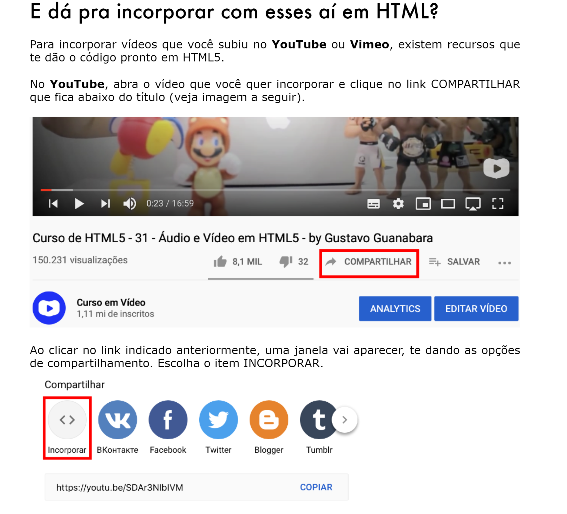 E dá pra incorporar com esses aí em HTML?
Para incorporar vídeos que você subiu no YouTube ou Vimeo, existem recursos que
te dão o código pronto em HTML5.
No YouTube, abra o vídeo que você quer incorporar e clique no link COMPARTILHAR
que fica abaixo do título (veja imagem a seguir).
0:23 / 16:59
Curso de HTML5 - 31 - Áudio e Vídeo em HTML5 - by Gustavo Guanabara
150.231 visualizações 8,1 MIL 32 COMPARTILHAR SALVAR
Curso em Vídeo
1,11 mi de inscritos
ANALYTICS EDITAR VÍDEO
Ao clicar no link indicado anteriormente, uma janela vai aparecer, te dando as opções
de compartilhamento. Escolha o item INCORPORAR.
Compartilhar
Incorporar ВКонтакте Facebook Twitter Blogger Tumblr
https://youtu.be/SDAr3NlbIVM COPIAR